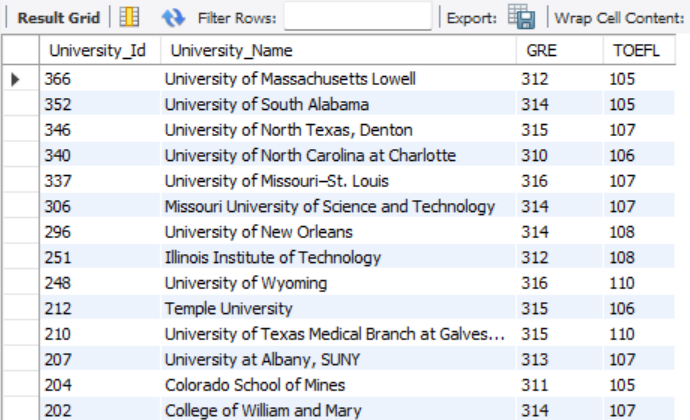 Result Grid Filter Rows: Export: Wrap Cell Content:
University_Id University_Name GRE TOEFL
366 University of Massachusetts Lowell 312 105
352 University of South Alabama 314 105
346 University of North Texas, Denton 315 107
340 University of North Carolina at Charlotte 310 106
337 University of Missouri–St. Louis 316 107
306 Missouri University of Science and Technology 314 107
296 University of New Orleans 314 108
251 Illinois Institute of Technology 312 108
248 University of Wyoming 316 110
212 Temple University 315 106
210 University of Texas Medical Branch at Galves... 315 110
207 University at Albany, SUNY 313 107
204 Colorado School of Mines 311 105
202 College of William and Mary 314 107